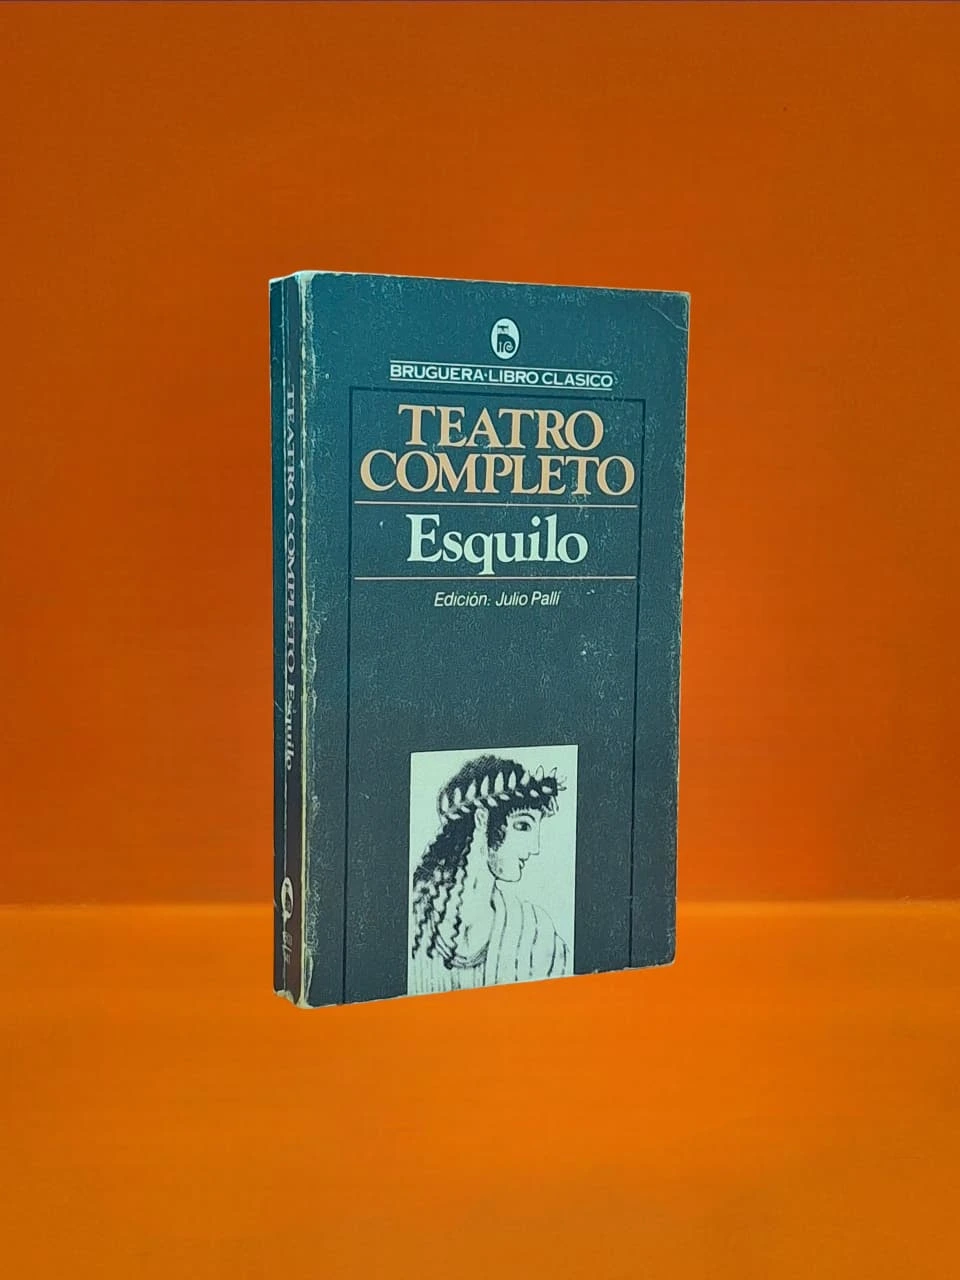 BRUGUERA·LIBRO CLASICO
TEATRO
COMPLETO
Esquilo
Edición: Julio Pallí
TEATRO COMPLETO Esquilo